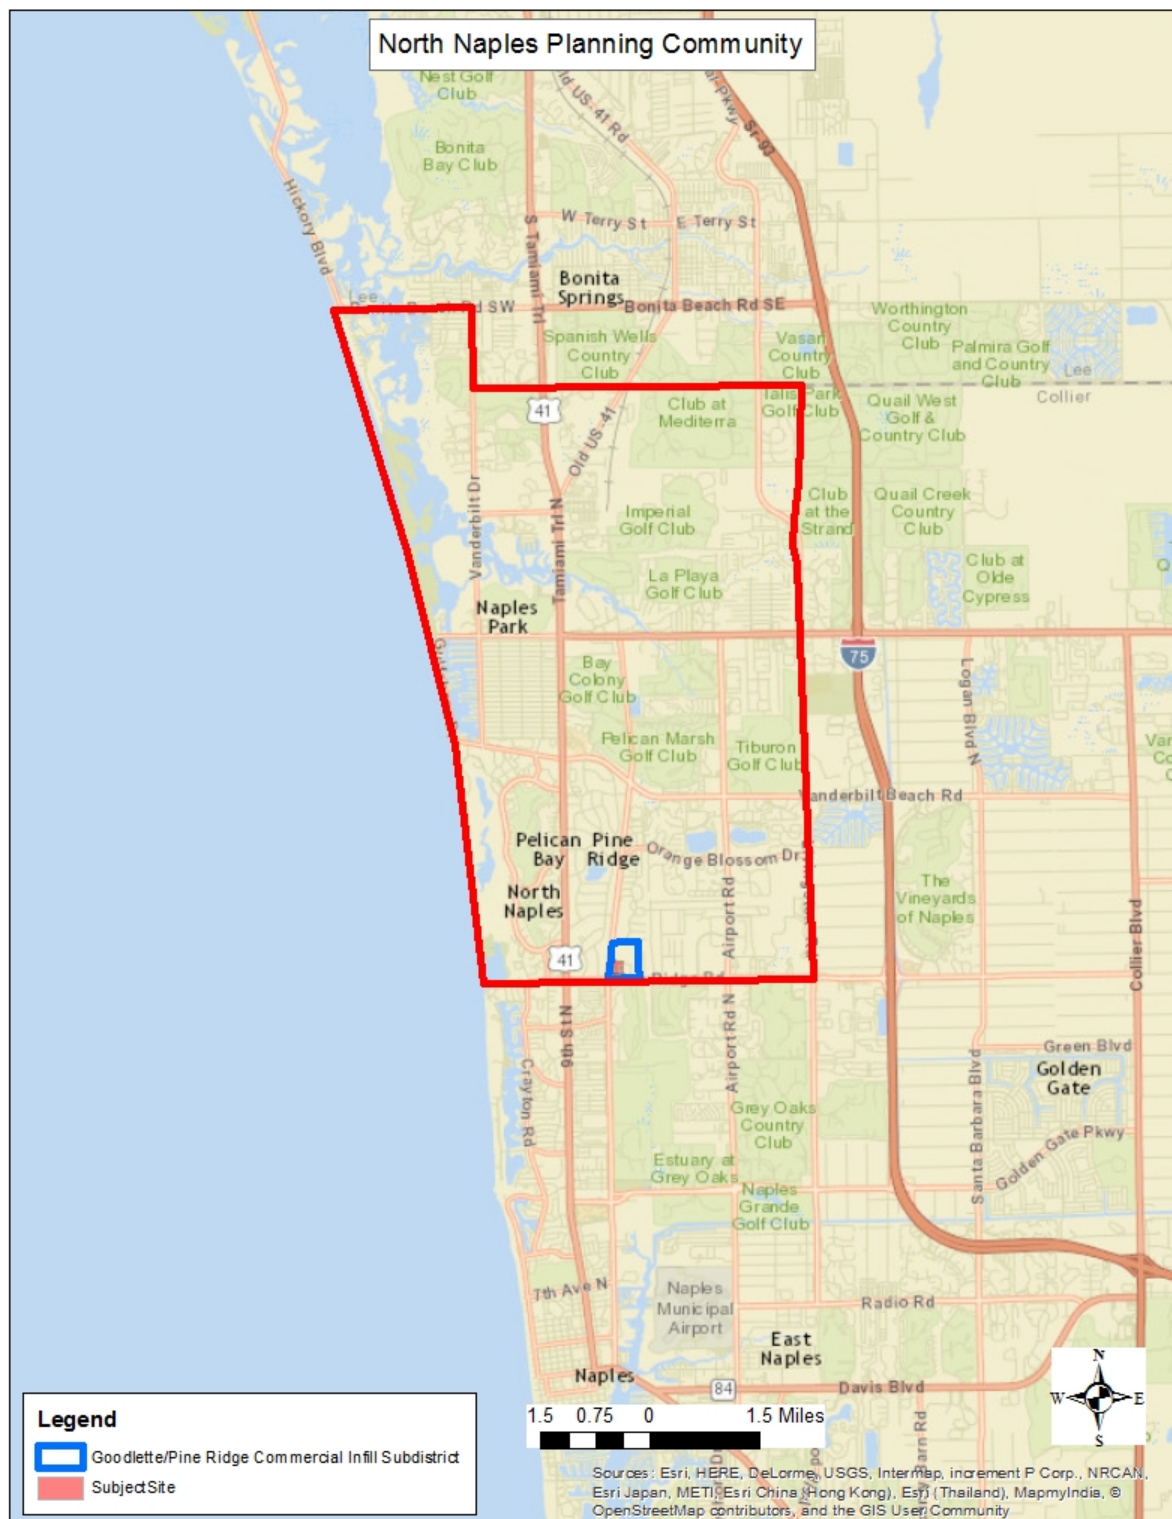 North Naples Planning Community
Nest Golf
Club
Old US-41 Rd
al-Pkwy
Sr-93
Bonita
Bay Club
Hickory Blvd
W Terry St
E Terry St
S Tamiami Trl
Bonita
Springs
Lee
Rd SW
Bonita Beach Rd SE
Worthington
Country
Club
Spanish Wells
Country
Club
Vasari
Country
Club
Palmira Golf
and Country
Club
Lee
Collier
41
Club at
Mediterra
Talis Park
Golf Club
Quail West
Golf &
Country Club
Old US-41
Vanderbilt Dr
Tamiami Trl N
Imperial
Golf Club
Club
at the
Strand
Quail Creek
Country
Club
La Playa
Golf Club
Club at
Olde
Cypress
Naples
Park
75
Bay
Colony
Golf Club
Logan Blvd N
Pelican Marsh
Golf Club
Tiburon
Golf Club
Vanderbilt Beach Rd
Pelican
Bay
Pine
Ridge
Orange Blossom Dr
North
Naples
Airport Rd
The
Vineyards
of Naples
Collier Blvd
41
Ridge Rd
9th St N
Airport Rd N
Crayton Rd
Green Blvd
Golden
Gate
Santa Barbara Blvd
Golden Gate Pkwy
Grey Oaks
Country
Club
Estuary at
Grey Oaks
Naples
Grande
Golf Club
7th Ave N
Naples
Municipal
Airport
Radio Rd
East
Naples
Naples
84
Davis Blvd
Barn Rd
N
W
E
S
Legend
Goodlette/Pine Ridge Commercial Infill Subdistrict
SubjectSite
1.5 0.75 0 1.5 Miles
Sources: Esri, HERE, DeLorme, USGS, Intermap, increment P Corp., NRCAN,
Esri Japan, METI, Esri China (Hong Kong), Esri (Thailand), MapmyIndia, ©
OpenStreetMap contributors, and the GIS User Community